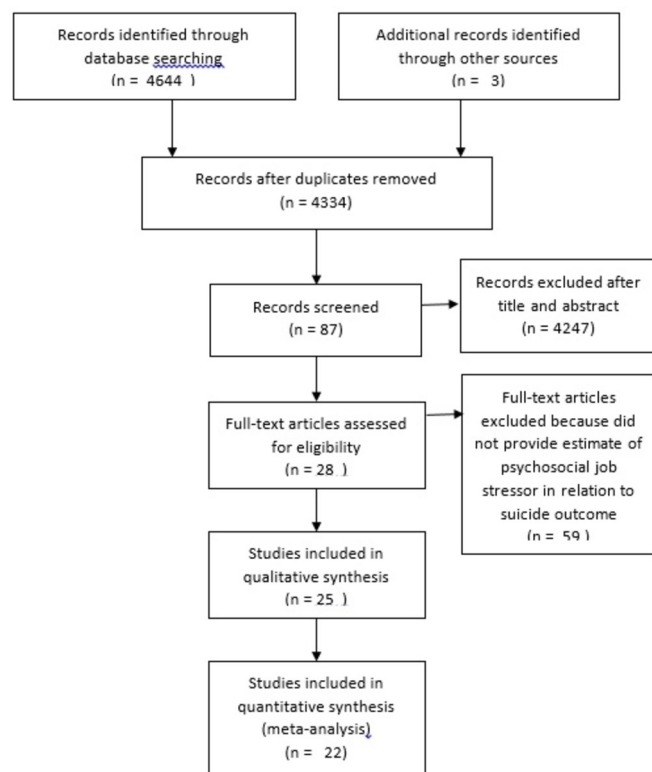 Records identified through
database searching
(n = 4644 )
Additional records identified
through other sources
(n = 3)
Records after duplicates removed
(n = 4334)
Records screened
(n = 87)
Records excluded after
title and abstract
(n = 4247)
Full-text articles assessed
for eligibility
(n = 28 )
Full-text articles
excluded because did
not provide estimate of
psychosocial job
stressor in relation to
suicide outcome
(n = 59 )
Studies included in
qualitative synthesis
(n = 25 )
Studies included in
quantitative synthesis
(meta-analysis)
(n = 22)